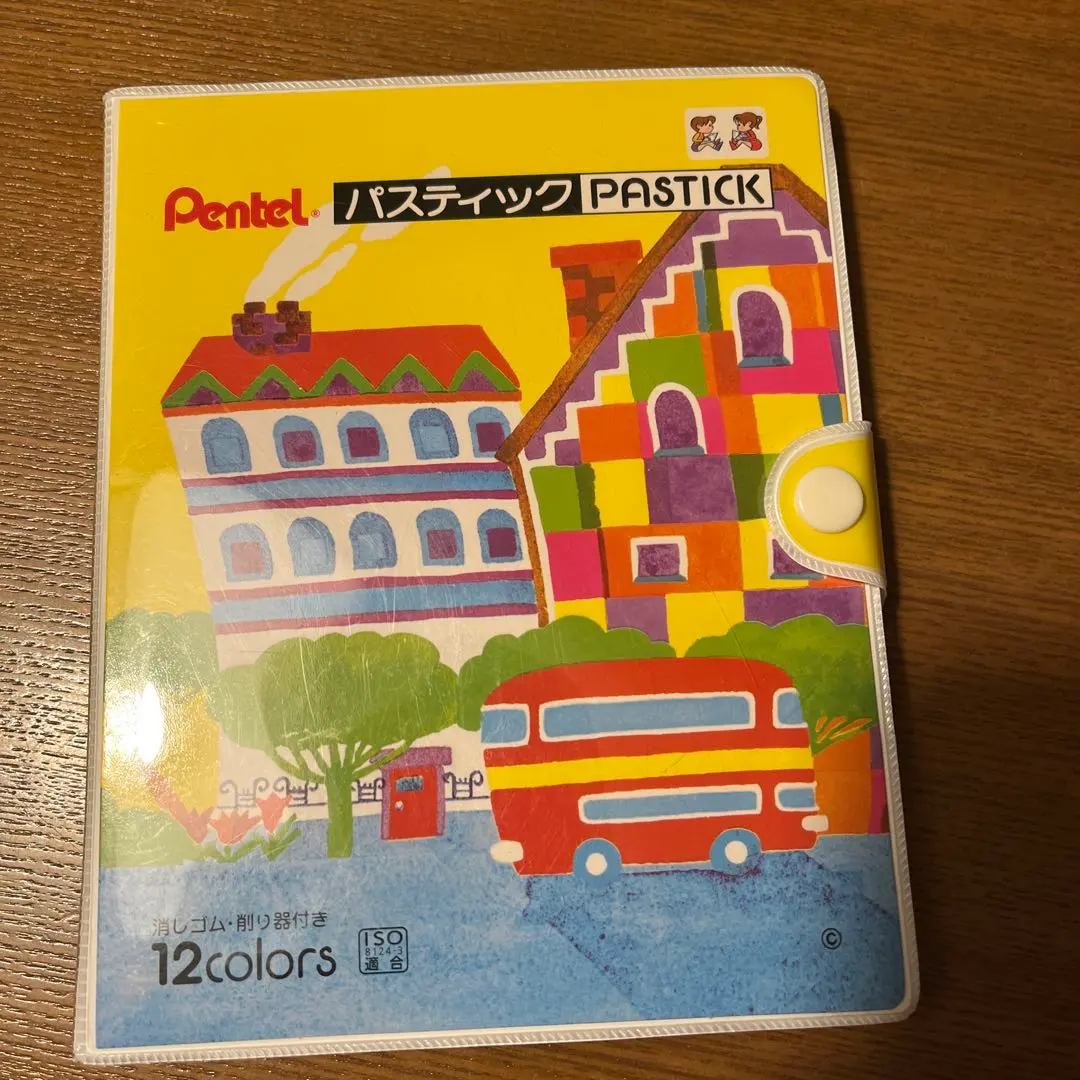 Pentel® パスティック PASTICK
消しゴム・削り器付き
12colors
ISO
8124-3
適合
©